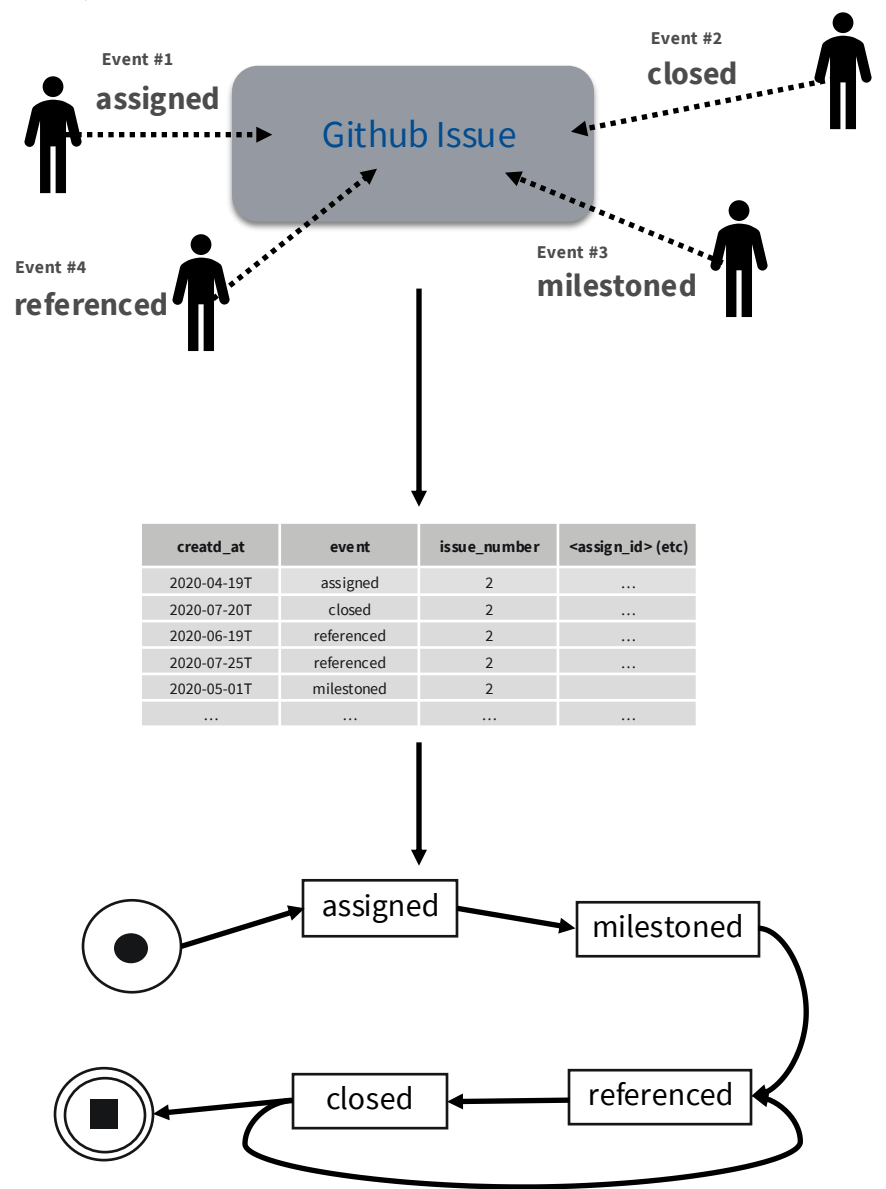 Event #1
assigned
Event #2
closed
Github Issue
Event #4
referenced
Event #3
milestoned
creatd_at event issue_number <assign_id> (etc)
2020-04-19T assigned 2 ...
2020-07-20T closed 2 ...
2020-06-19T referenced 2 ...
2020-07-25T referenced 2 ...
2020-05-01T milestoned 2
... ... ... ...
assigned
milestoned
closed
referenced